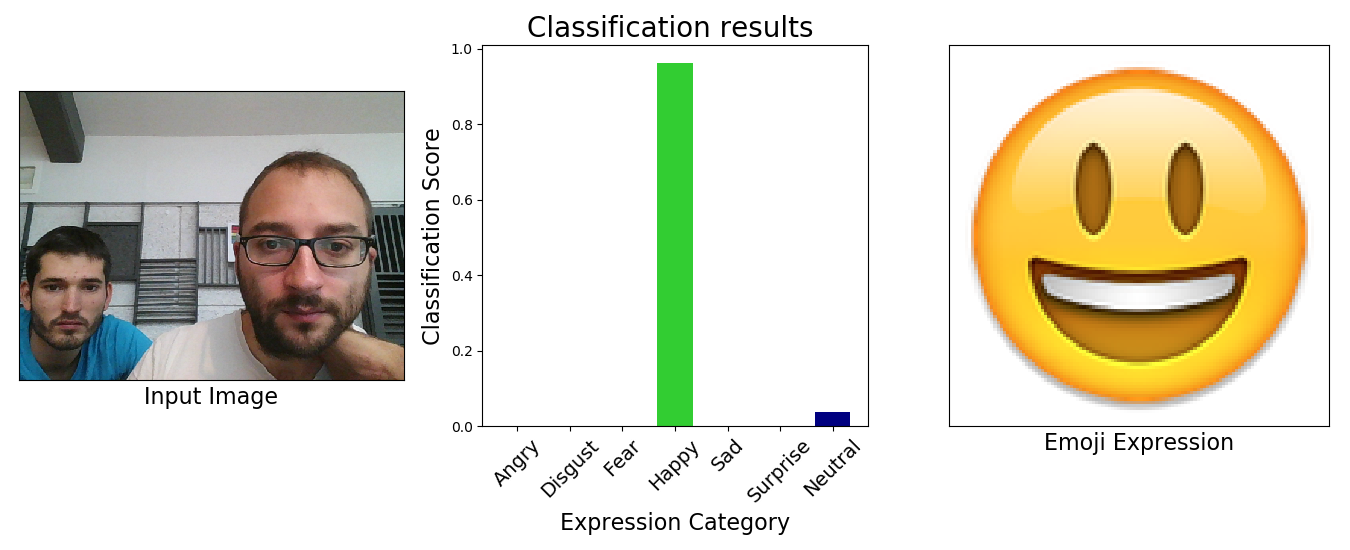 Classification results
1.0
0.8
0.6
0.4
0.2
0.0
Classification Score
Angry
Disgust
Fear
Happy
Sad
Surprise
Neutral
Expression Category
Input Image
Emoji Expression